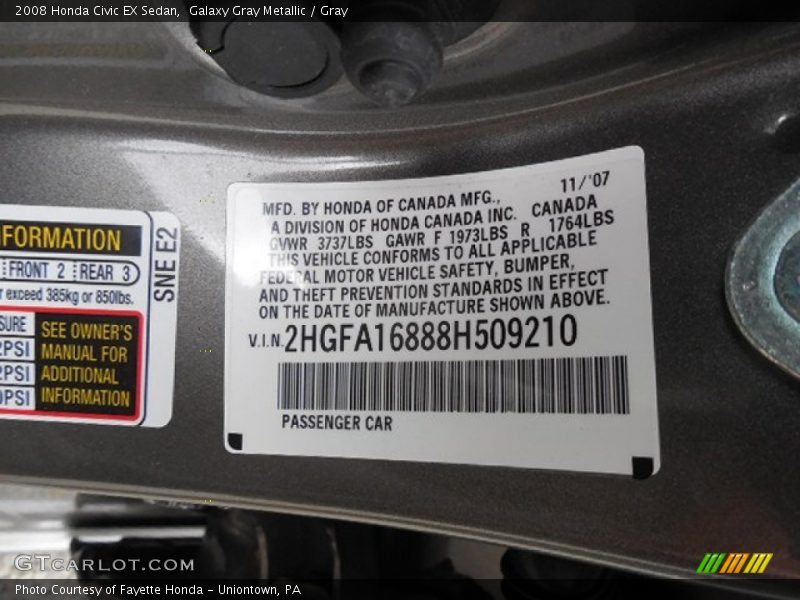 2008 Honda Civic EX Sedan,  Galaxy Gray Metallic / Gray
FORMATION
FRONT 2 REAR 3
exceed 385kg or 850lbs.
SEE OWNER'S
MANUAL FOR
ADDITIONAL
INFORMATION
SNE E2
11/'07
MFD. BY HONDA OF CANADA MFG.,
A DIVISION OF HONDA CANADA INC. CANADA
GVWR 3737LBS GAWR F 1973LBS R 1764LBS
THIS VEHICLE CONFORMS TO ALL APPLICABLE
FEDERAL MOTOR VEHICLE SAFETY, BUMPER,
AND THEFT PREVENTION STANDARDS IN EFFECT
ON THE DATE OF MANUFACTURE SHOWN ABOVE.
V.I.N. 2HGFA16888H509210
PASSENGER CAR
GTCARLOT.COM
Photo Courtesy of Fayette Honda - Uniontown, PA